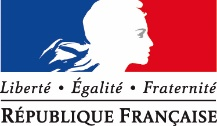 Liberté • Égalité • Fraternité
RÉPUBLIQUE FRANÇAISE